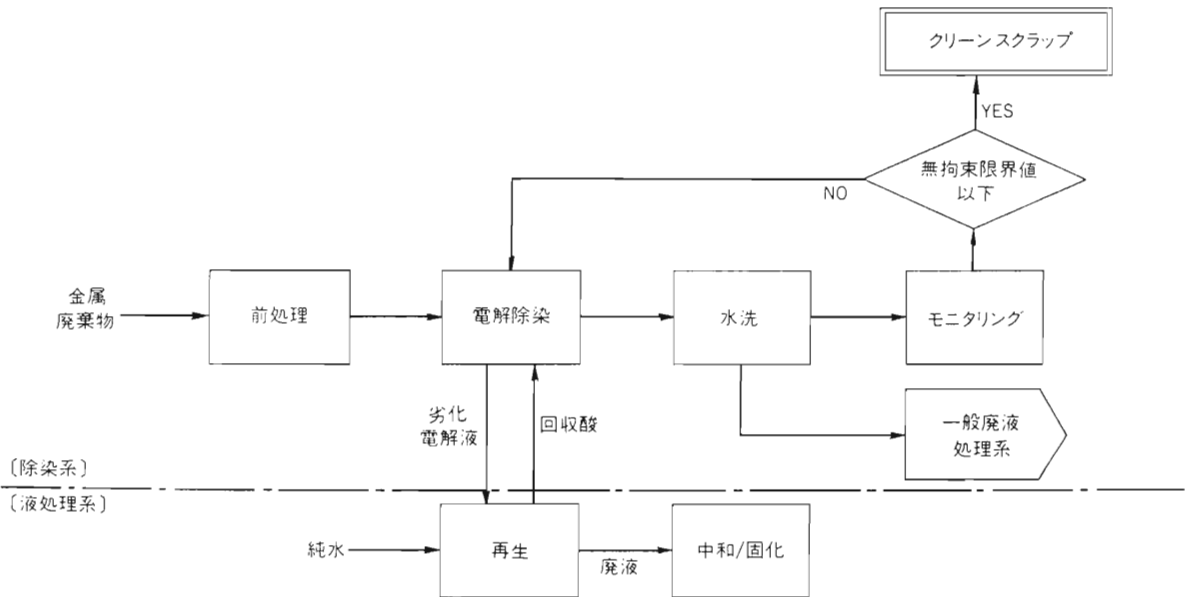 クリーンスクラップ
YES
無拘束限界値
以下
NO
金属
廃棄物
前処理
電解除染
水洗
モニタリング
劣化
電解液
回収酸
一般廃液
処理系
〔除染系〕
〔液処理系〕
純水
再生
廃液
中和/固化